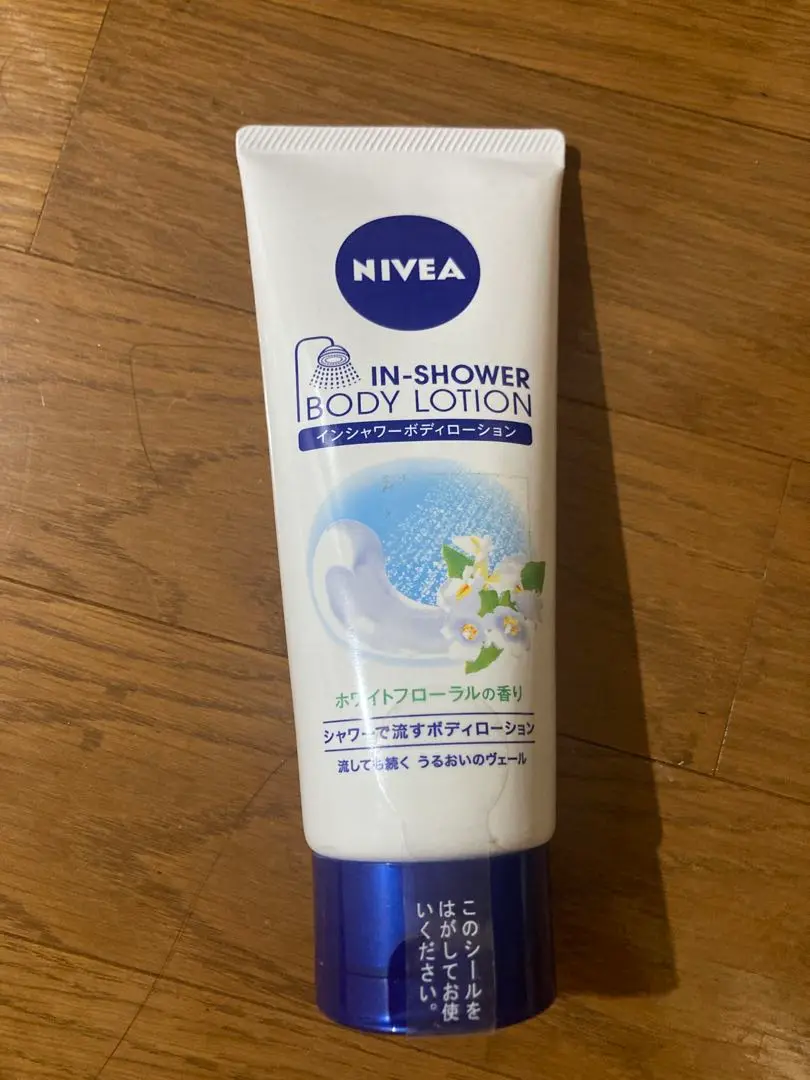 NIVEA
IN-SHOWER
BODY LOTION
インシャワーボディローション
ホワイトフローラルの香り
シャワーで流すボディローション
流しても続く うるおいのヴェール
このシールを
はがしてお使
いください。